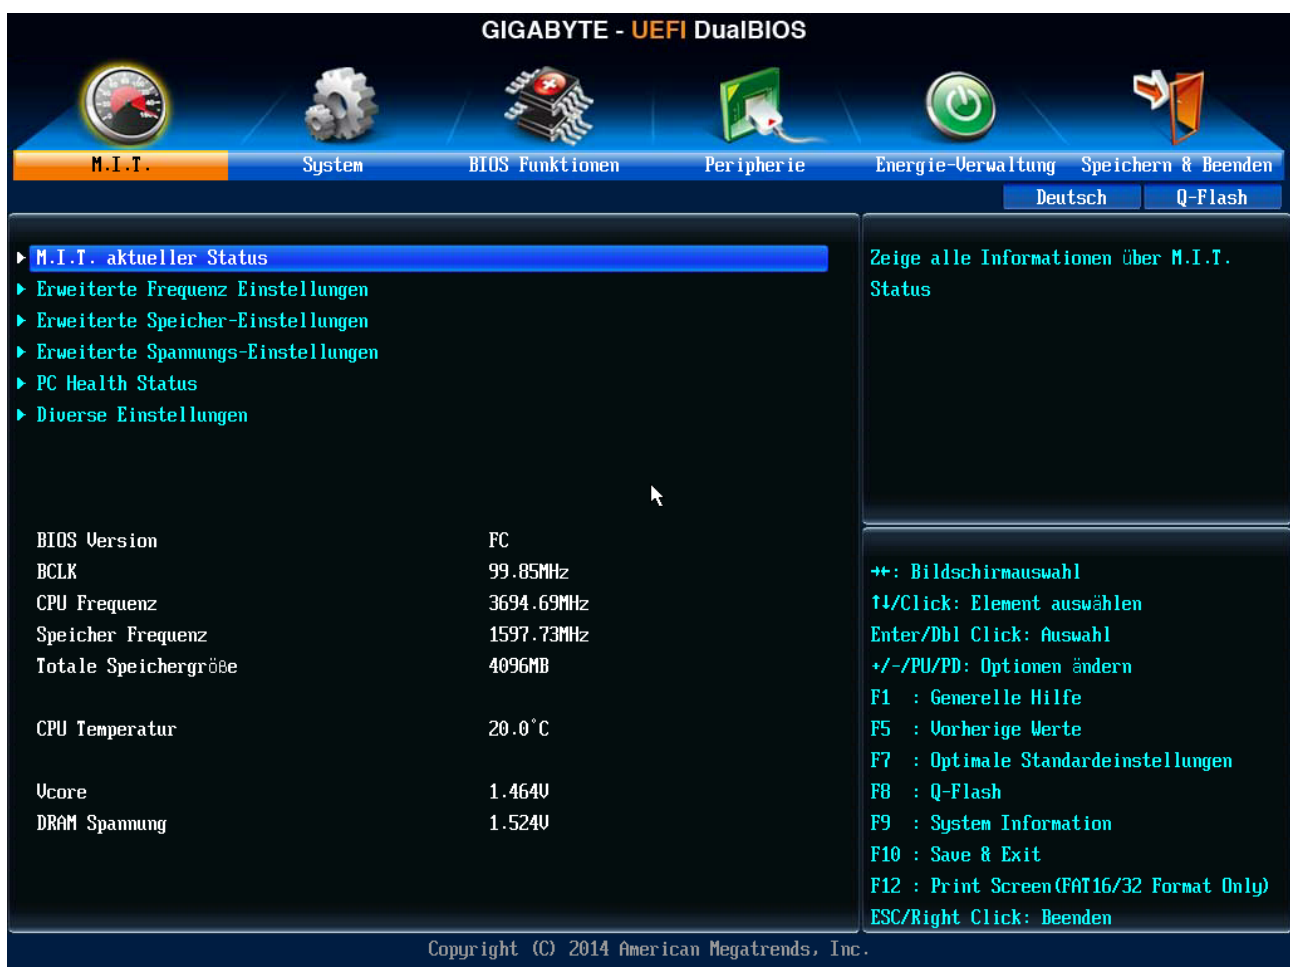 GIGABYTE - UEFI DualBIOS
M.I.T. System BIOS Funktionen Peripherie Energie-Verwaltung Speichern & Beenden
Deutsch Q-Flash
M.I.T. aktueller Status
Erweiterte Frequenz Einstellungen
Erweiterte Speicher-Einstellungen
Erweiterte Spannungs-Einstellungen
PC Health Status
Diverse Einstellungen
BIOS Version FC
BCLK 99.85MHz
CPU Frequenz 3694.69MHz
Speicher Frequenz 1597.73MHz
Totale Speichergröße 4096MB
CPU Temperatur 20.0°C
Vcore 1.464V
DRAM Spannung 1.524V
Zeige alle Informationen über M.I.T.
Status
→←: Bildschirmauswahl
↑↓/Click: Element auswählen
Enter/Dbl Click: Auswahl
+/-/PU/PD: Optionen ändern
F1 : Generelle Hilfe
F5 : Vorherige Werte
F7 : Optimale Standardeinstellungen
F8 : Q-Flash
F9 : System Information
F10 : Save & Exit
F12 : Print Screen(FAT16/32 Format Only)
ESC/Right Click: Beenden
Copyright (C) 2014 American Megatrends, Inc.